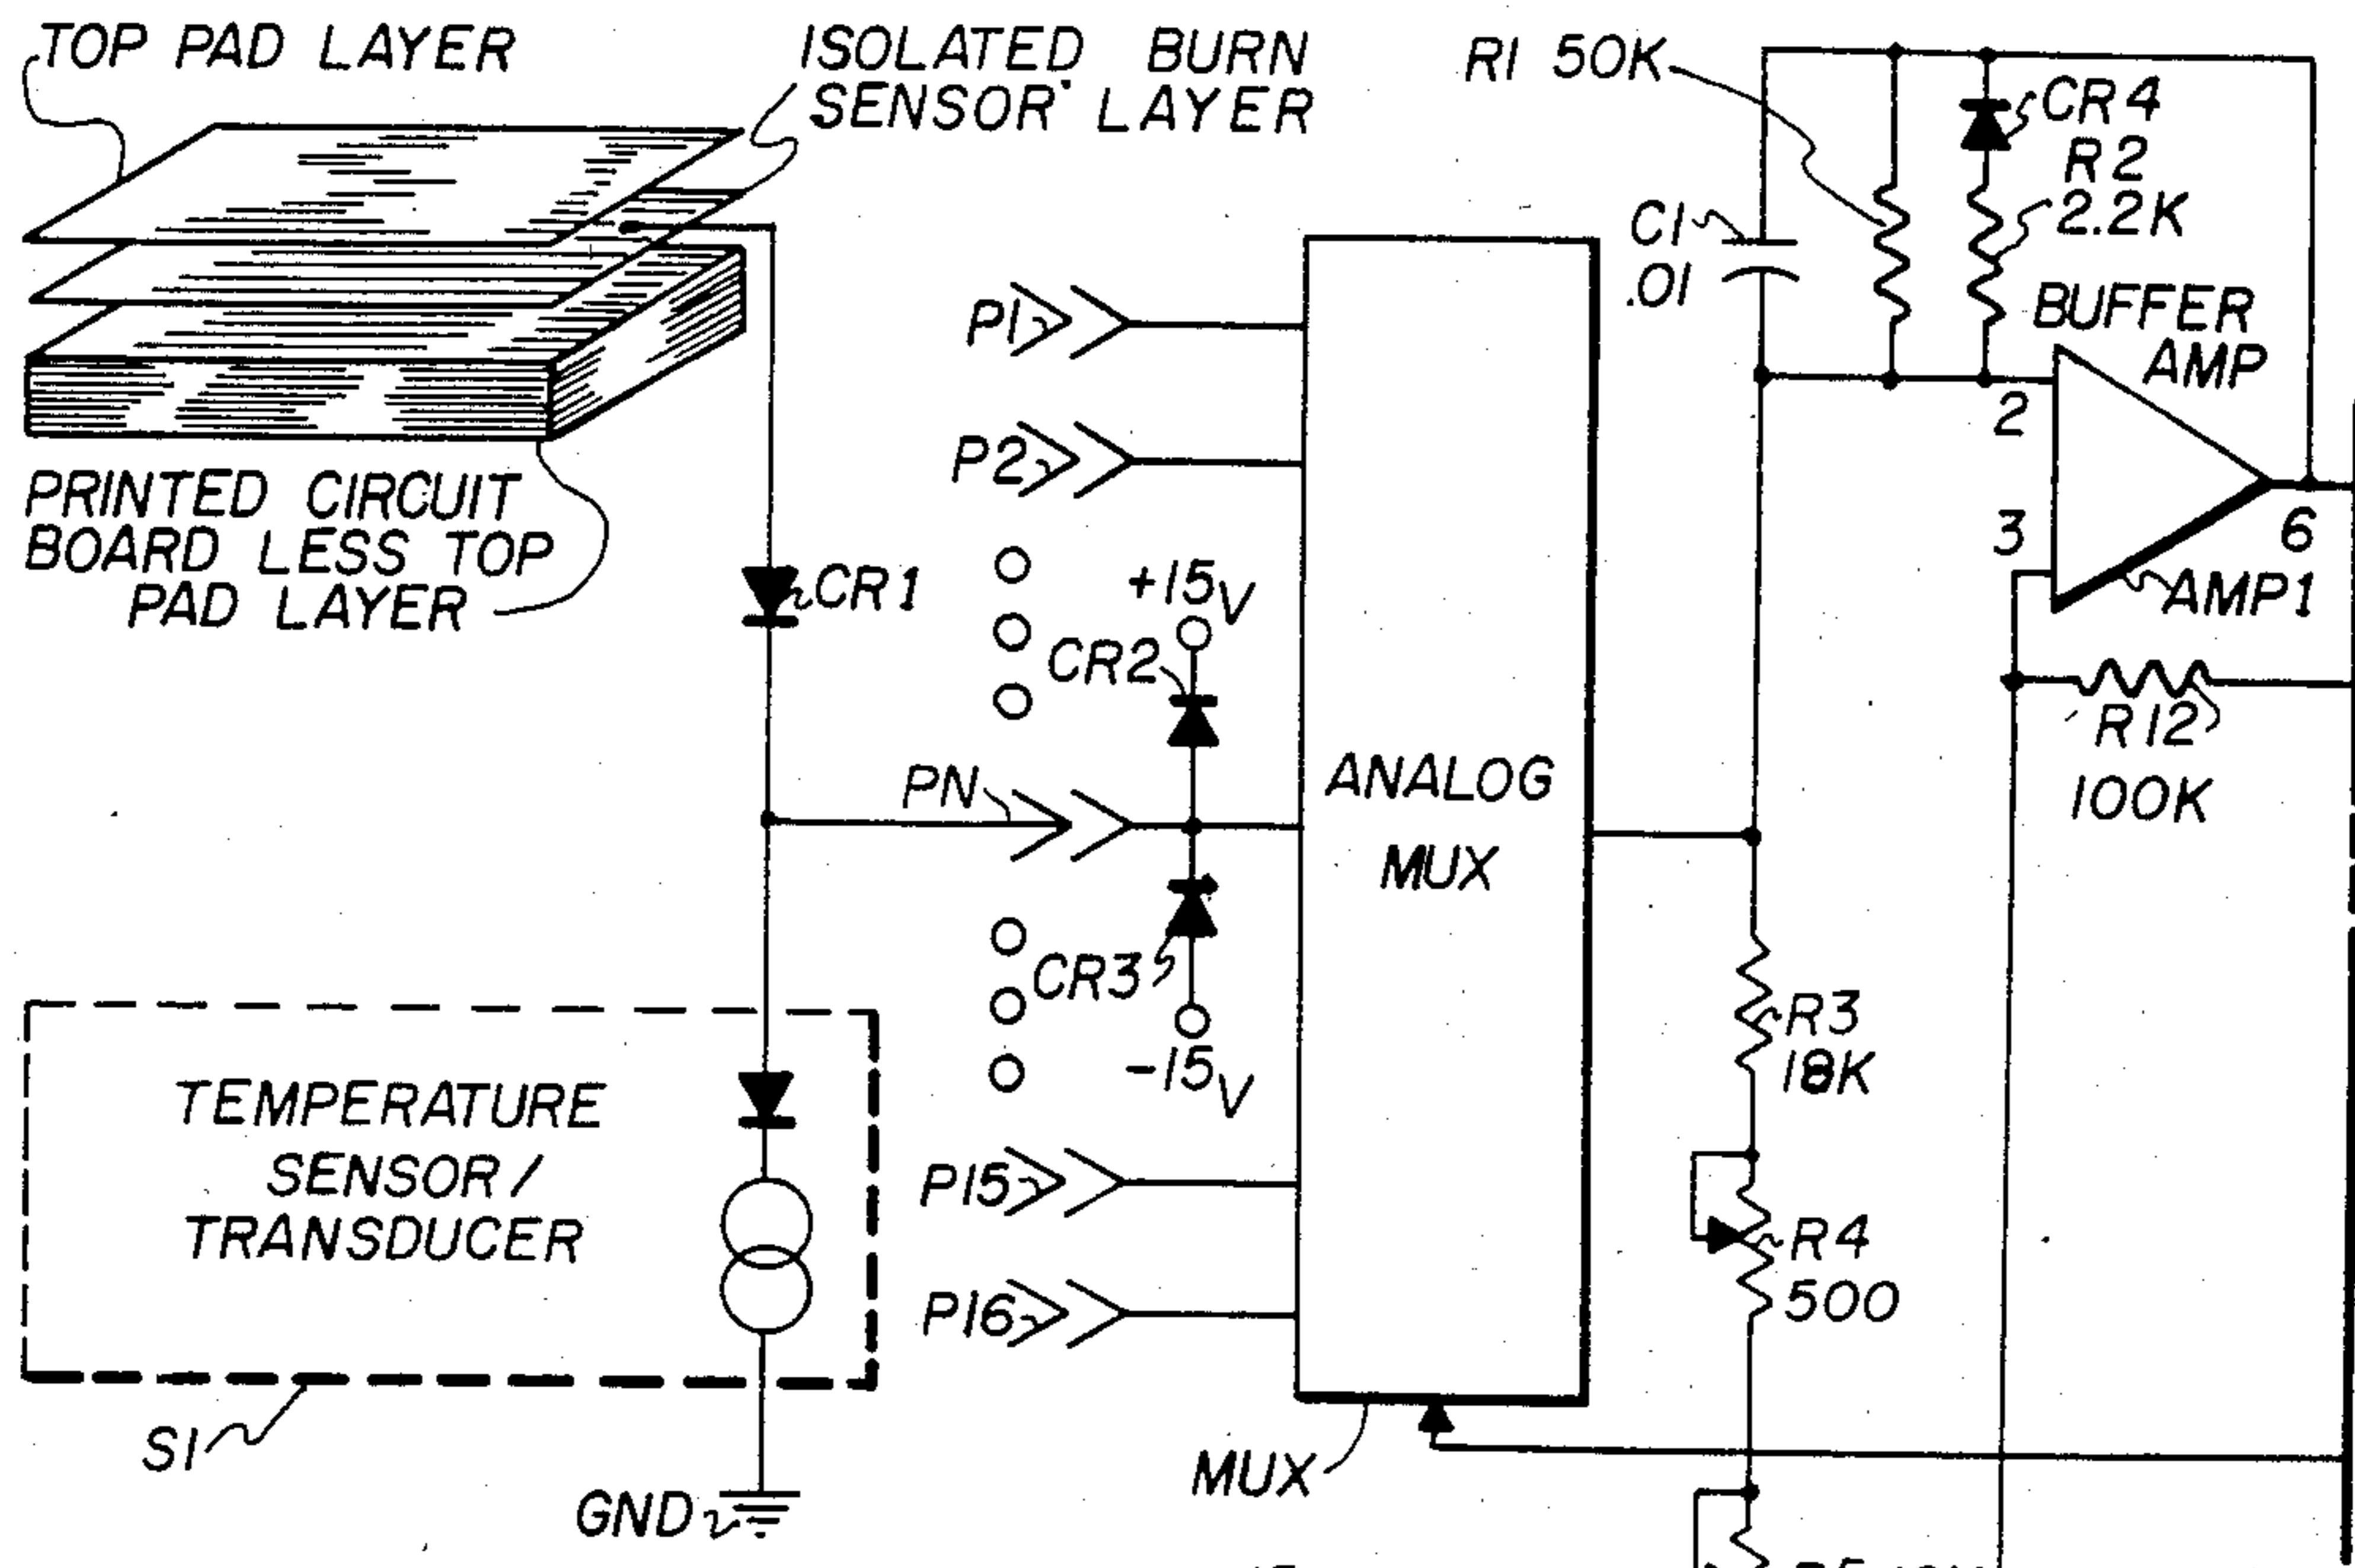 TOP PAD LAYER
ISOLATED BURN
SENSOR LAYER
PRINTED CIRCUIT
BOARD LESS TOP
PAD LAYER
CR1
TEMPERATURE
SENSOR/
TRANSDUCER
S1
GND
P1
P2
+15V
CR2
PN
CR3
-15V
P15
P16
ANALOG
MUX
MUX
R1 50K
C1
.01
CR4
R2
2.2K
BUFFER
AMP
2
3
6
AMP1
R12
100K
R3
18K
R4
500